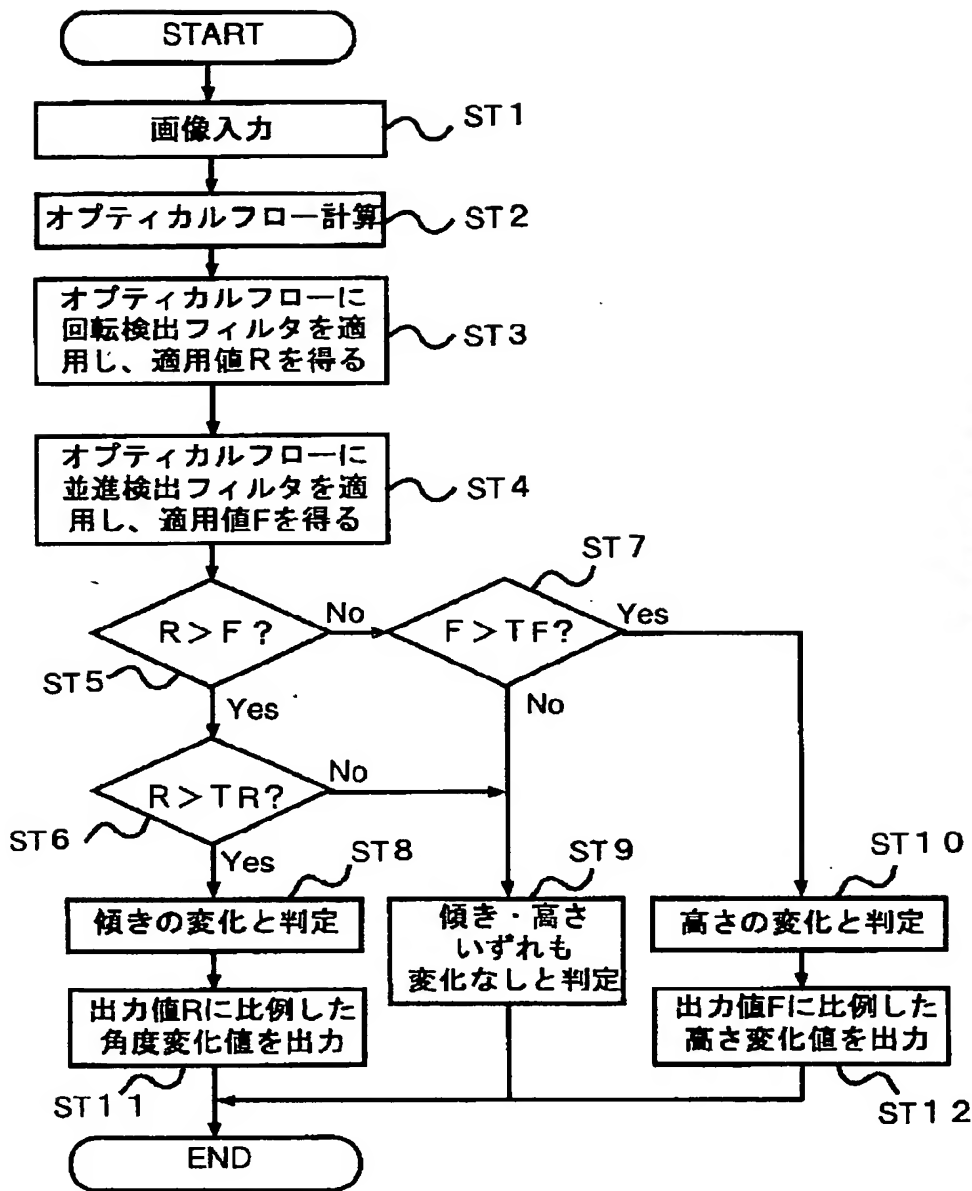 START
画像入力
ST1
オプティカルフロー計算
ST2
オプティカルフローに
回転検出フィルタを適
用し、適用値Rを得る
ST3
オプティカルフローに
並進検出フィルタを適
用し、適用値Fを得る
ST4
ST7
R>F?
No
F>TF?
Yes
ST5
Yes
No
R>TR?
No
ST6
Yes
ST8
ST9
ST10
傾きの変化と判定
傾き・高さ
いずれも
変化なしと判定
高さの変化と判定
出力値Rに比例した
角度変化値を出力
出力値Fに比例した
高さ変化値を出力
ST11
ST12
END